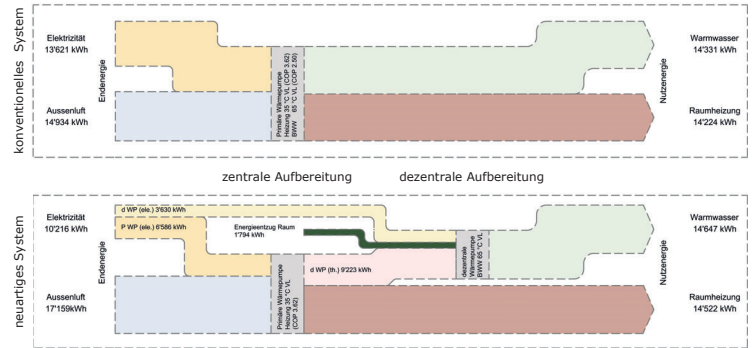 konventionelles System
Elektrizität
13'621 kWh
Endenergie
Aussenluft
14'934 kWh
Primäre Wärmepumpe
Heizung 35 °C VL (COP 3.62)
BWW 65 °C VL (COP 2.50)
Warmwasser
14'331 kWh
Nutzenergie
Raumheizung
14'224 kWh
zentrale Aufbereitung
dezentrale Aufbereitung
neuartiges System
Elektrizität
10'216 kWh
Endenergie
Aussenluft
17'159kWh
d WP (ele.) 3'630 kWh
P WP (ele.) 6'586 kWh
Energieentzug Raum
1'794 kWh
Primäre Wärmepumpe
Heizung 35 °C VL
(COP 3.62)
d WP (th.) 9'223 kWh
dezentrale
Wärmepumpe
BWW 65 °C VL
Warmwasser
14'647 kWh
Nutzenergie
Raumheizung
14'522 kWh